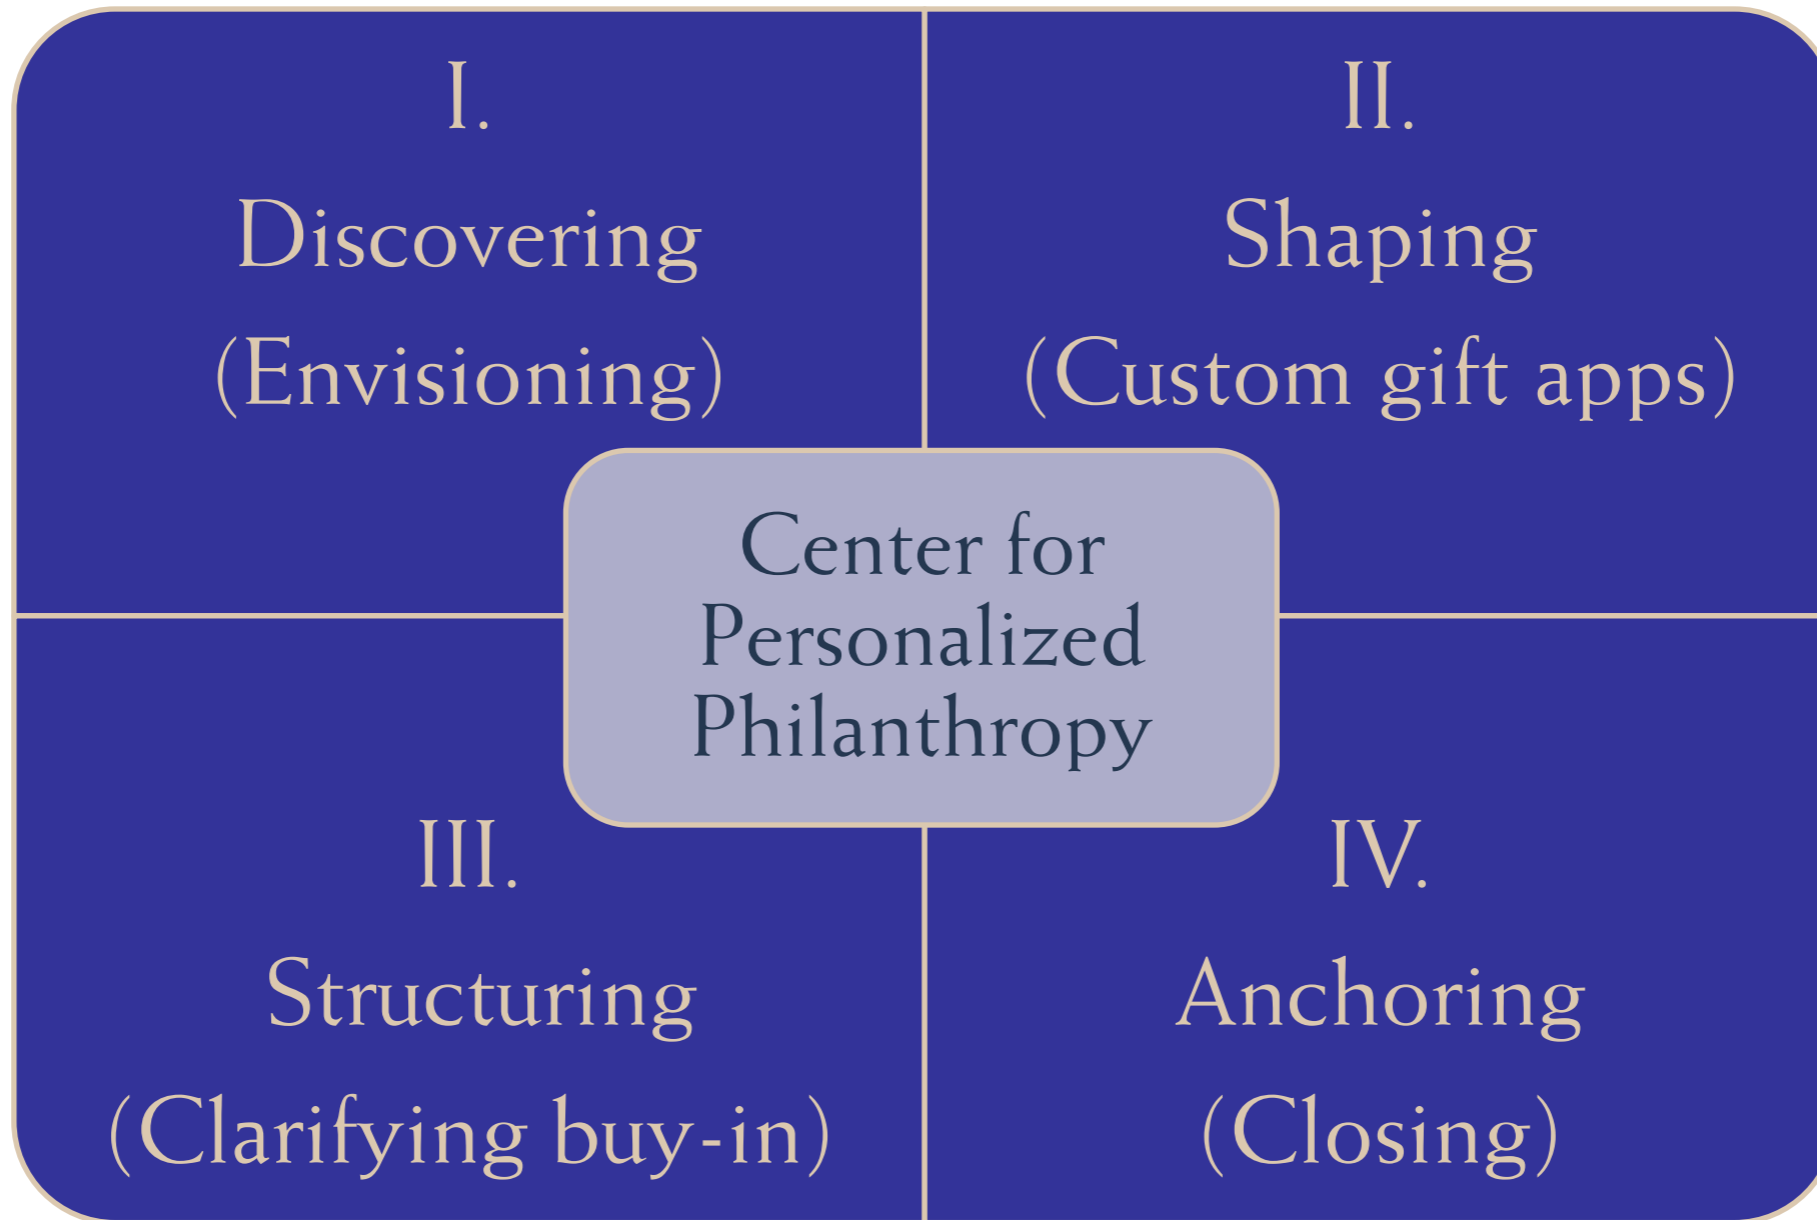 I.
Discovering
(Envisioning)
II.
Shaping
(Custom gift apps)
Center for
Personalized
Philanthropy
III.
Structuring
(Clarifying buy-in)
IV.
Anchoring
(Closing)